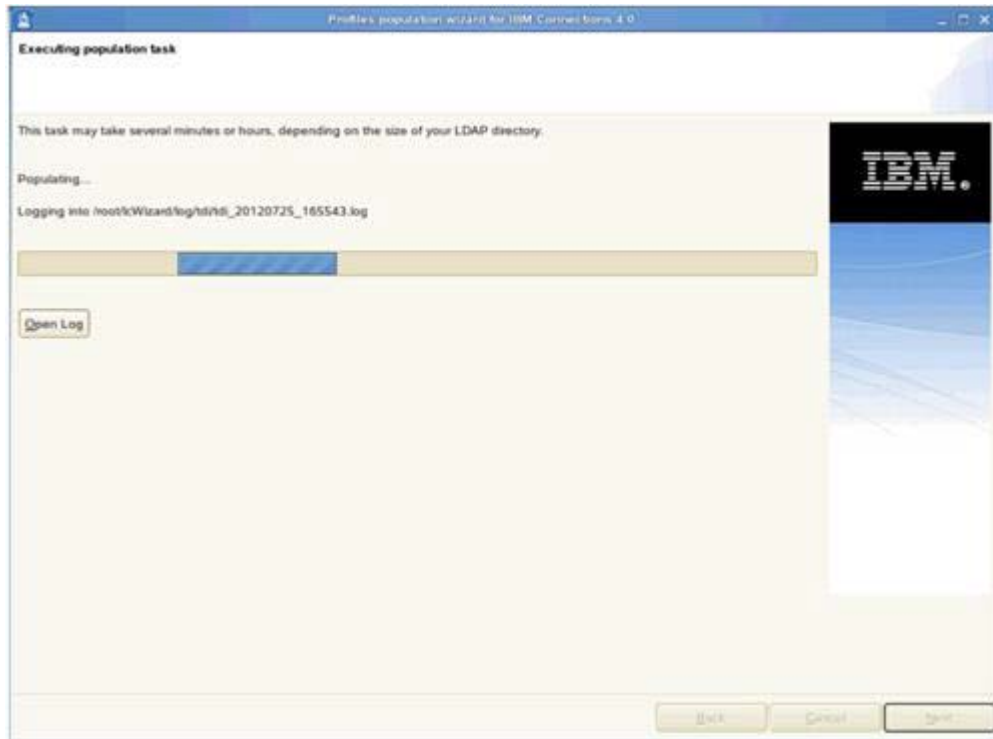 Profiles population wizard for IBM Connections 4.0
Executing population task
This task may take several minutes or hours, depending on the size of your LDAP directory.
IBM.
Populating...
Logging into /root/lcWizard/log/tdi/tdi_20120725_165543.log
Open Log
Back
Cancel
Next